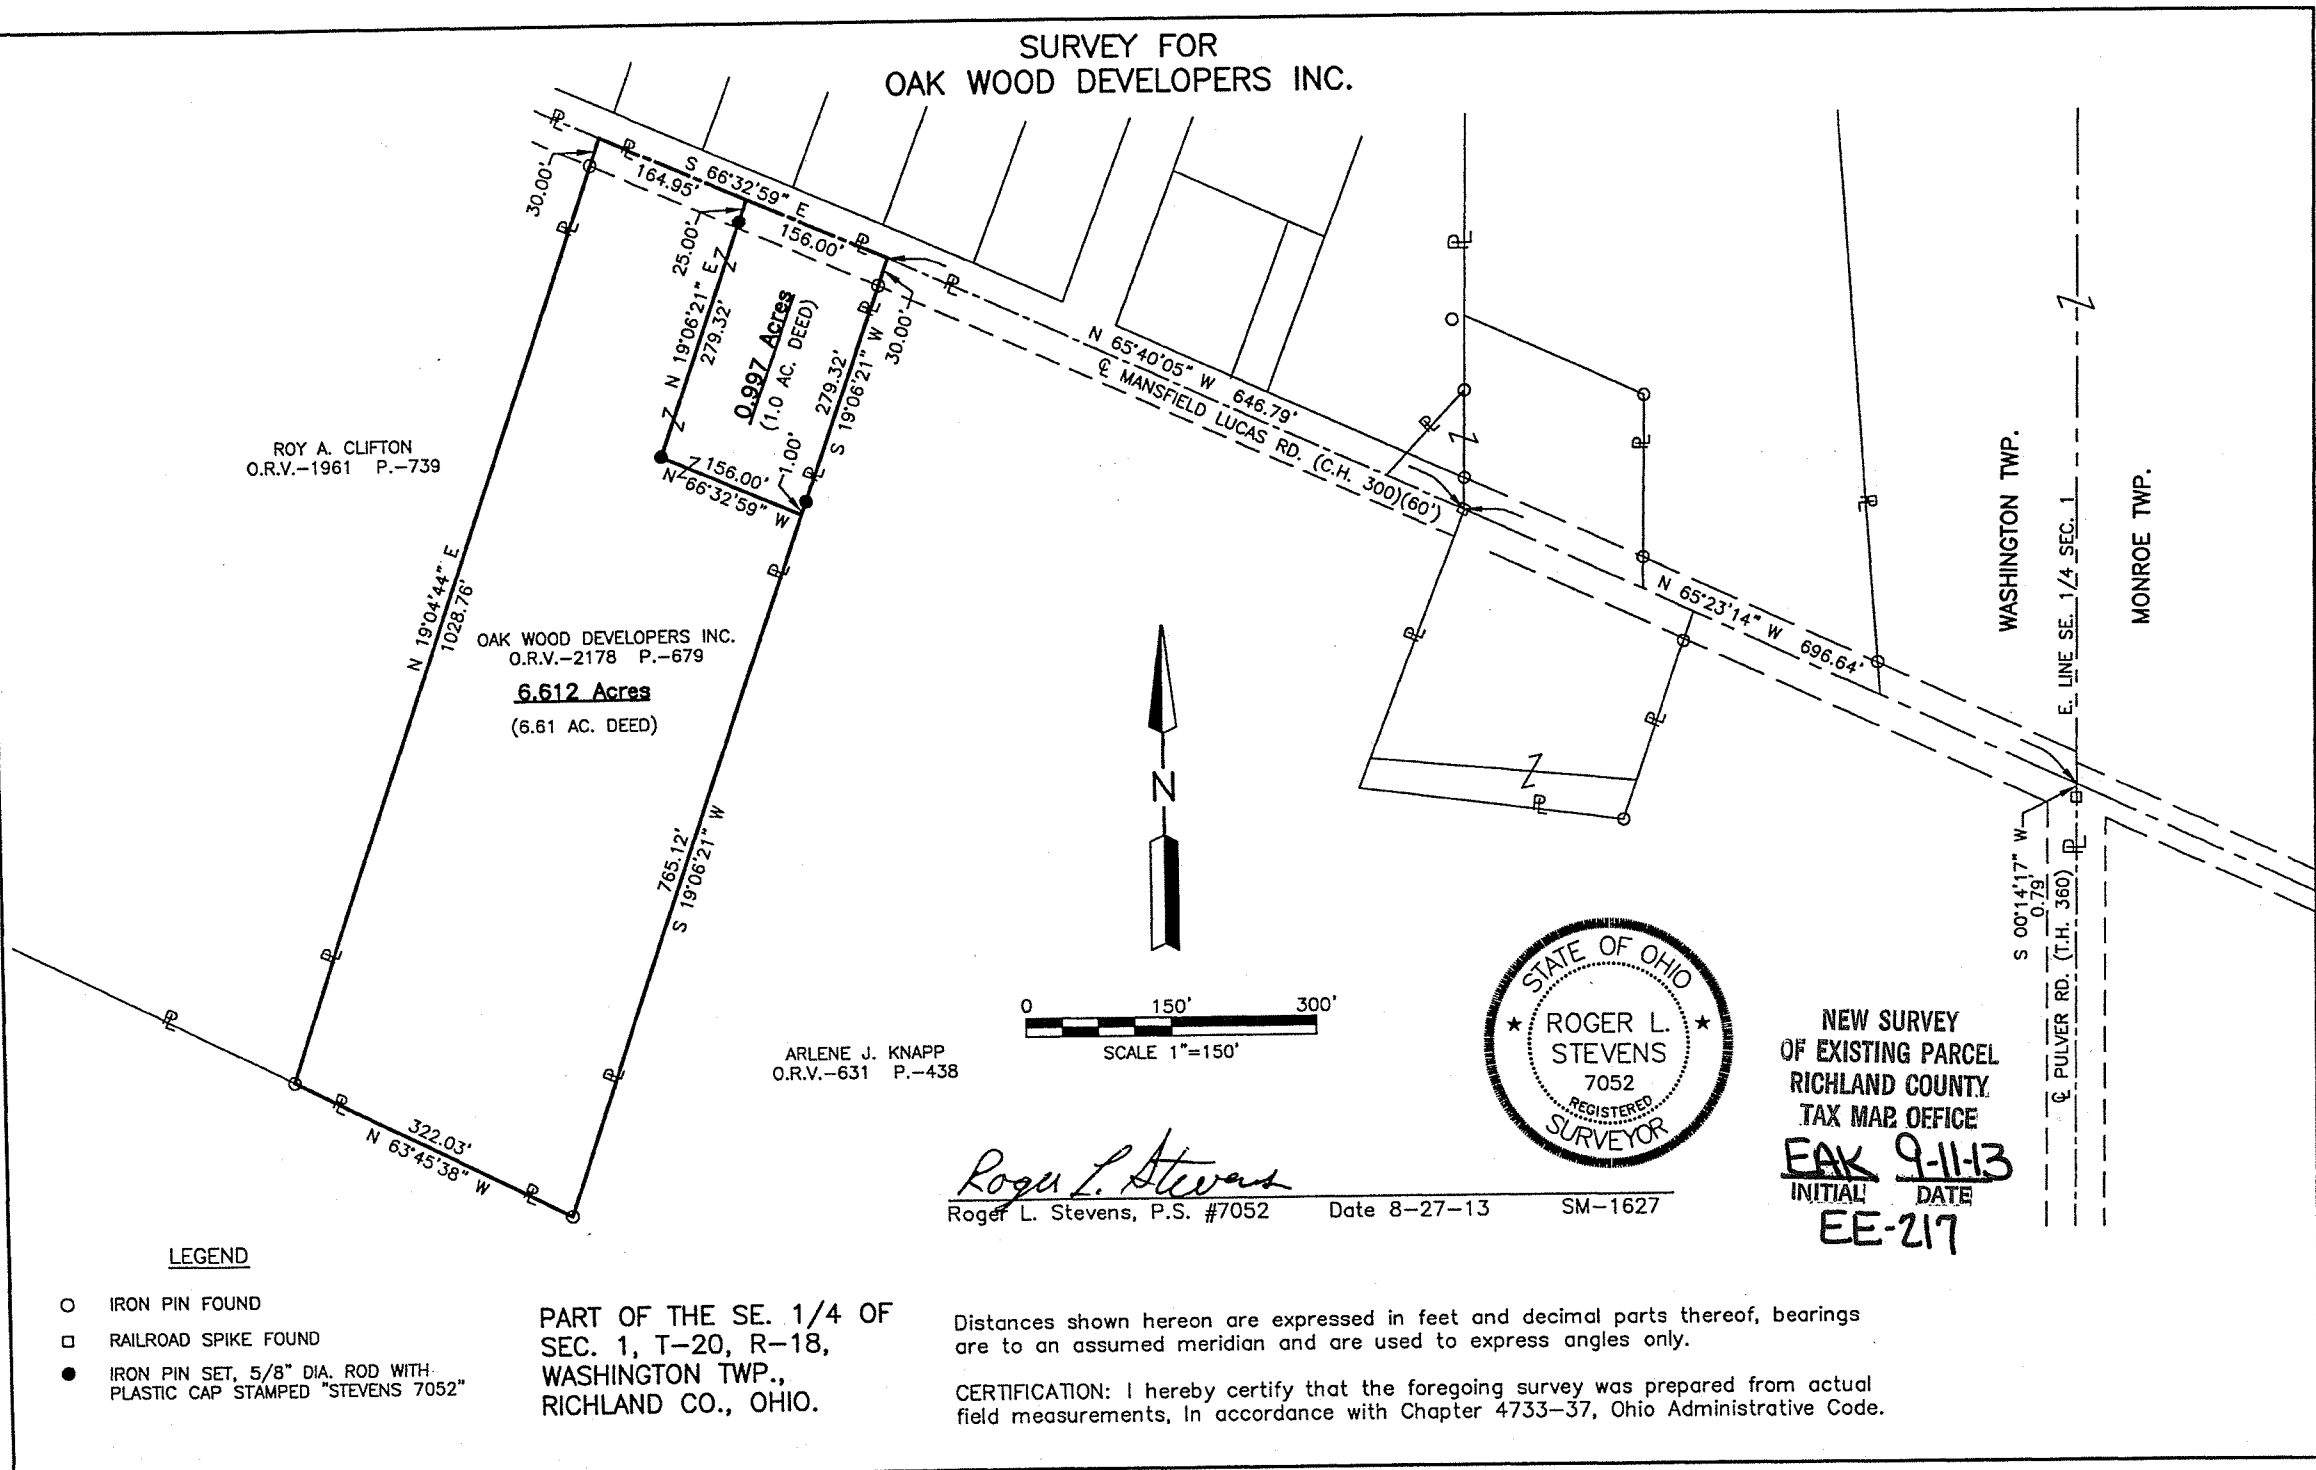 SURVEY FOR
OAK WOOD DEVELOPERS INC.
30.00'
S 66°32'59" E
164.95'
156.00'
25.00'
N 19°06'21" E
279.32'
0.997 Acres
(1.0 AC. DEED)
279.32'
S 19°06'21" W
30.00'
1.00'
156.00'
N 66°32'59" W
N 65°40'05" W 646.79'
℄ MANSFIELD LUCAS RD. (C.H. 300)(60')
N 65°23'14" W 696.64'
WASHINGTON TWP.
E. LINE SE. 1/4 SEC. 1
MONROE TWP.
ROY A. CLIFTON
O.R.V.-1961 P.-739
N 19°04'44" E
1028.76'
OAK WOOD DEVELOPERS INC.
O.R.V.-2178 P.-679
6.612 Acres
(6.61 AC. DEED)
765.12'
S 19°06'21" W
N
S 00°14'17" W
0.79'
℄ PULVER RD. (T.H. 360)
322.03'
N 63°45'38" W
ARLENE J. KNAPP
O.R.V.-631 P.-438
0 150' 300'
SCALE 1"=150'
STATE OF OHIO
ROGER L.
STEVENS
7052
REGISTERED
SURVEYOR
NEW SURVEY
OF EXISTING PARCEL
RICHLAND COUNTY
TAX MAP OFFICE
EAK 9-11-13
INITIAL DATE
EE-217
Roger L. Stevens
Roger L. Stevens, P.S. #7052 Date 8-27-13 SM-1627
LEGEND
IRON PIN FOUND
RAILROAD SPIKE FOUND
IRON PIN SET, 5/8" DIA. ROD WITH
PLASTIC CAP STAMPED "STEVENS 7052"
PART OF THE SE. 1/4 OF
SEC. 1, T-20, R-18,
WASHINGTON TWP.,
RICHLAND CO., OHIO.
Distances shown hereon are expressed in feet and decimal parts thereof, bearings
are to an assumed meridian and are used to express angles only.
CERTIFICATION: I hereby certify that the foregoing survey was prepared from actual
field measurements, In accordance with Chapter 4733-37, Ohio Administrative Code.